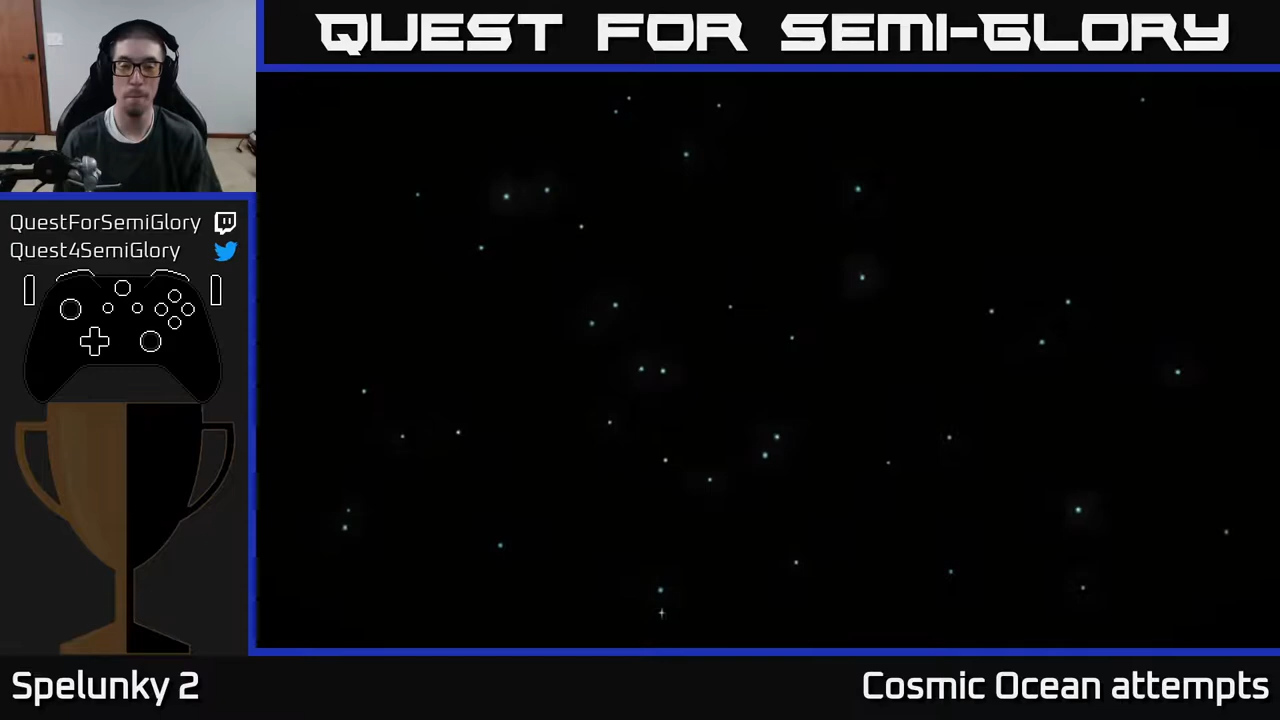 QUEST FOR SEMI-GLORY
QuestForSemiGlory
Quest4SemiGlory
Spelunky 2
Cosmic Ocean attempts